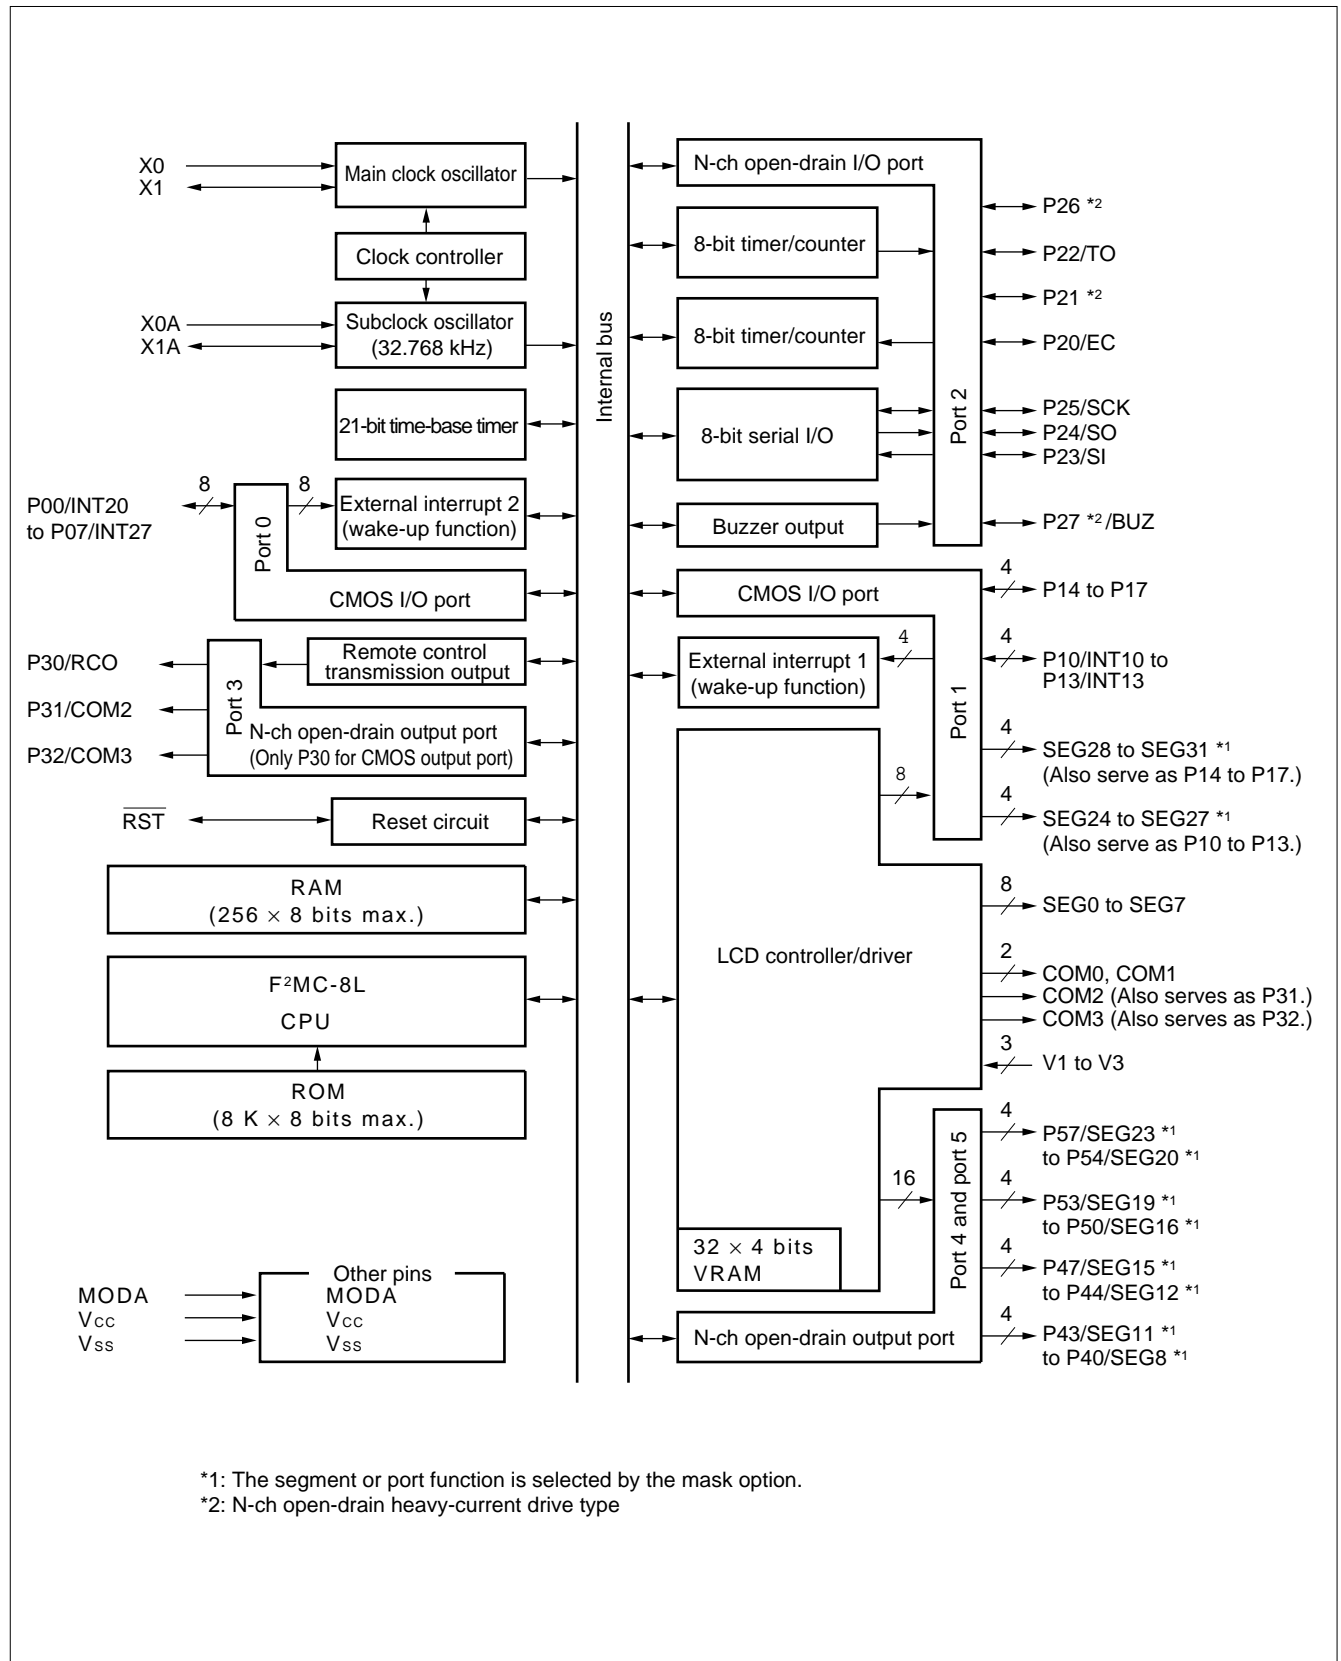 X0
X1
Main clock oscillator
Clock controller
X0A
X1A
Subclock oscillator
(32.768 kHz)
21-bit time-base timer
P00/INT20
to P07/INT27
8
Port 0
8
External interrupt 2
(wake-up function)
CMOS I/O port
P30/RCO
P31/COM2
P32/COM3
Port 3
Remote control
transmission output
N-ch open-drain output port
(Only P30 for CMOS output port)
RST
Reset circuit
RAM
(256 × 8 bits max.)
F²MC-8L
CPU
ROM
(8 K × 8 bits max.)
Other pins
MODA
Vcc
Vss
MODA
Vcc
Vss
Internal bus
N-ch open-drain I/O port
8-bit timer/counter
8-bit timer/counter
8-bit serial I/O
Buzzer output
Port 2
P26 *2
P22/TO
P21 *2
P20/EC
P25/SCK
P24/SO
P23/SI
P27 *2 /BUZ
CMOS I/O port
External interrupt 1
(wake-up function)
4
Port 1
4
P14 to P17
4
P10/INT10 to
P13/INT13
4
SEG28 to SEG31 *1
(Also serve as P14 to P17.)
8
4
SEG24 to SEG27 *1
(Also serve as P10 to P13.)
LCD controller/driver
8
SEG0 to SEG7
2
COM0, COM1
COM2 (Also serves as P31.)
COM3 (Also serves as P32.)
3
V1 to V3
16
32 × 4 bits
VRAM
N-ch open-drain output port
Port 4 and port 5
4
P57/SEG23 *1
to P54/SEG20 *1
4
P53/SEG19 *1
to P50/SEG16 *1
4
P47/SEG15 *1
to P44/SEG12 *1
4
P43/SEG11 *1
to P40/SEG8 *1
*1: The segment or port function is selected by the mask option.
*2: N-ch open-drain heavy-current drive type